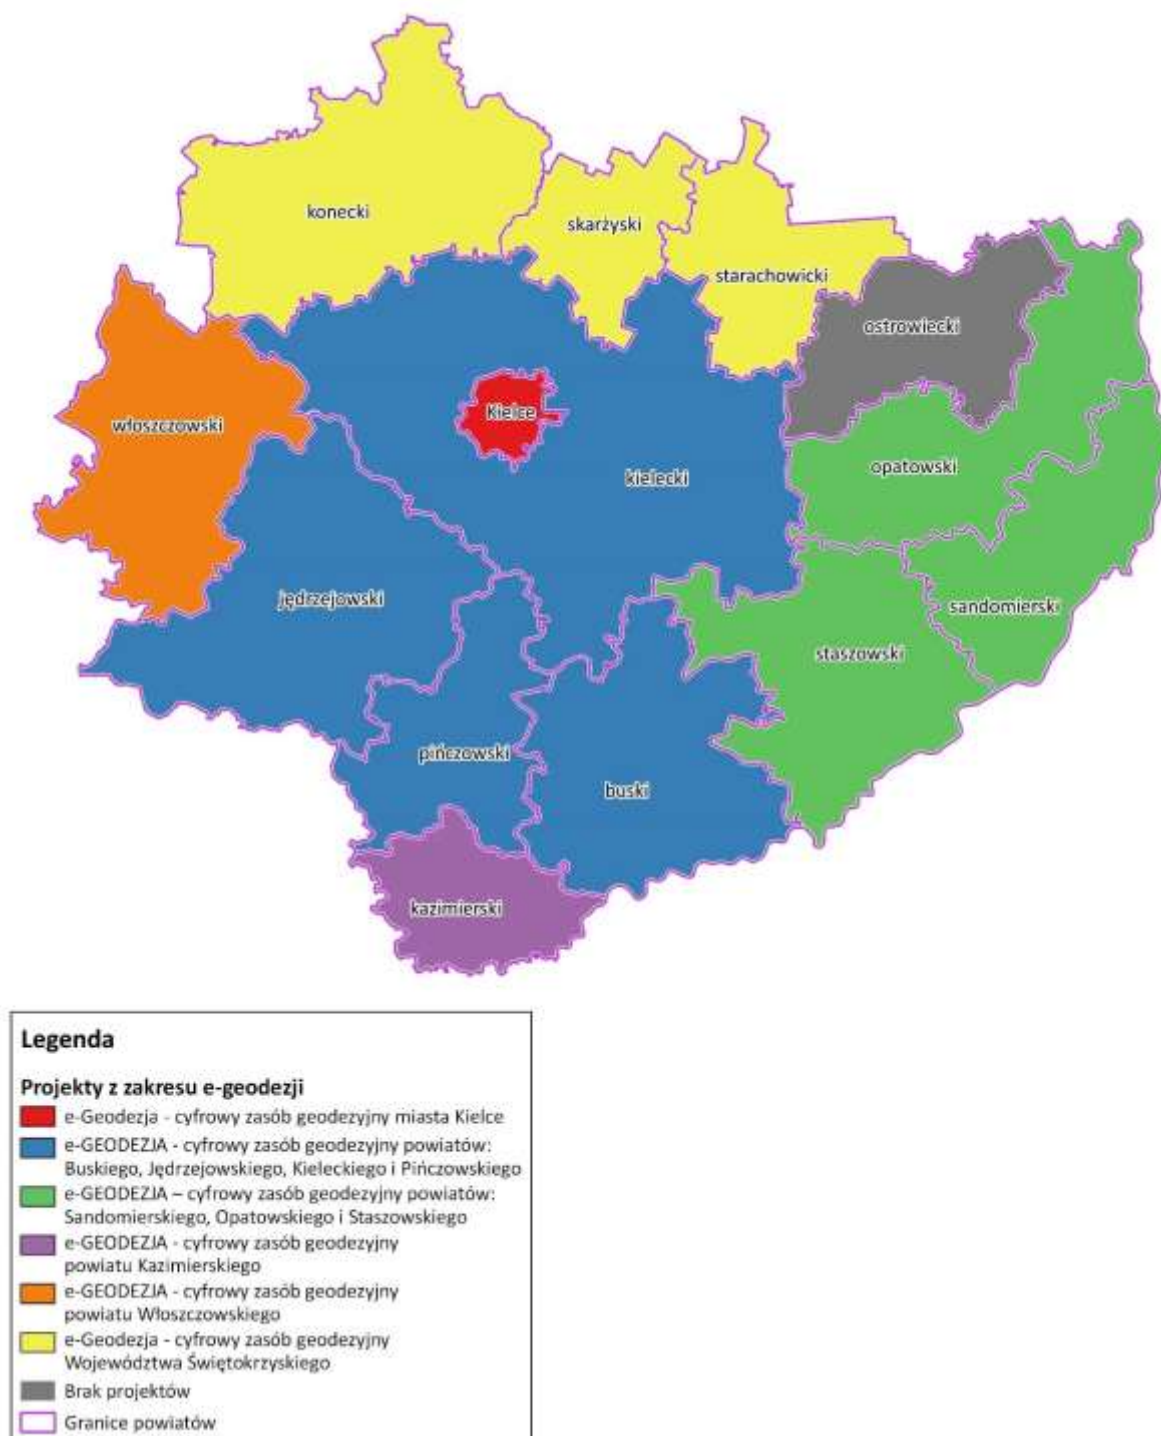 konecki
skarżyski
starachowicki
ostrowiecki
Kielce
włoszczowski
opatowski
kielecki
jędrzejowski
sandomierski
staszowski
pińczowski
buski
kazimierski
Legenda
Projekty z zakresu e-geodezji
e-Geodezja - cyfrowy zasób geodezyjny miasta Kielce
e-GEODEZJA - cyfrowy zasób geodezyjny powiatów:
Buskiego, Jędrzejowskiego, Kieleckiego i Pińczowskiego
e-GEODEZJA – cyfrowy zasób geodezyjny powiatów:
Sandomierskiego, Opatowskiego i Staszowskiego
e-GEODEZJA - cyfrowy zasób geodezyjny
powiatu Kazimierskiego
e-GEODEZJA - cyfrowy zasób geodezyjny
powiatu Włoszczowskiego
e-Geodezja - cyfrowy zasób geodezyjny
Województwa Świętokrzyskiego
Brak projektów
Granice powiatów